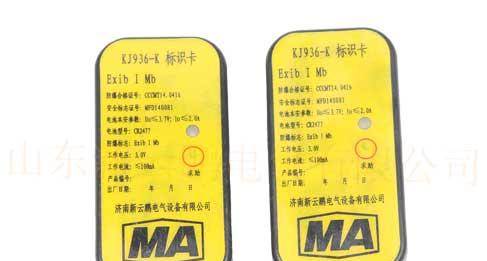 KJ936-K 标识卡
Exib I Mb
防爆合格证号: CCCMT14.0416
安全标志证号: MFD140081
电池本安参数: Uo≤3.7V; Io≤2.0A
电池型号: CR2477
防爆标志: Exib I Mb
工作电压: 3.0V
工作电流: ≤100mA
求助
产品编号:
出厂日期: 年 月 日
济南新云鹏电气设备有限公司
MA
KJ936-K 标识卡
Exib I Mb
防爆合格证号: CCCMT14.0416
安全标志证号: MFD140081
电池本安参数: Uo≤3.7V; Io≤2.0A
电池型号: CR2477
防爆标志: Exib I Mb
工作电压: 3.0V
工作电流: ≤100mA
求助
产品编号:
出厂日期: 年 月 日
济南新云鹏电气设备有限公司
MA
山东
公司